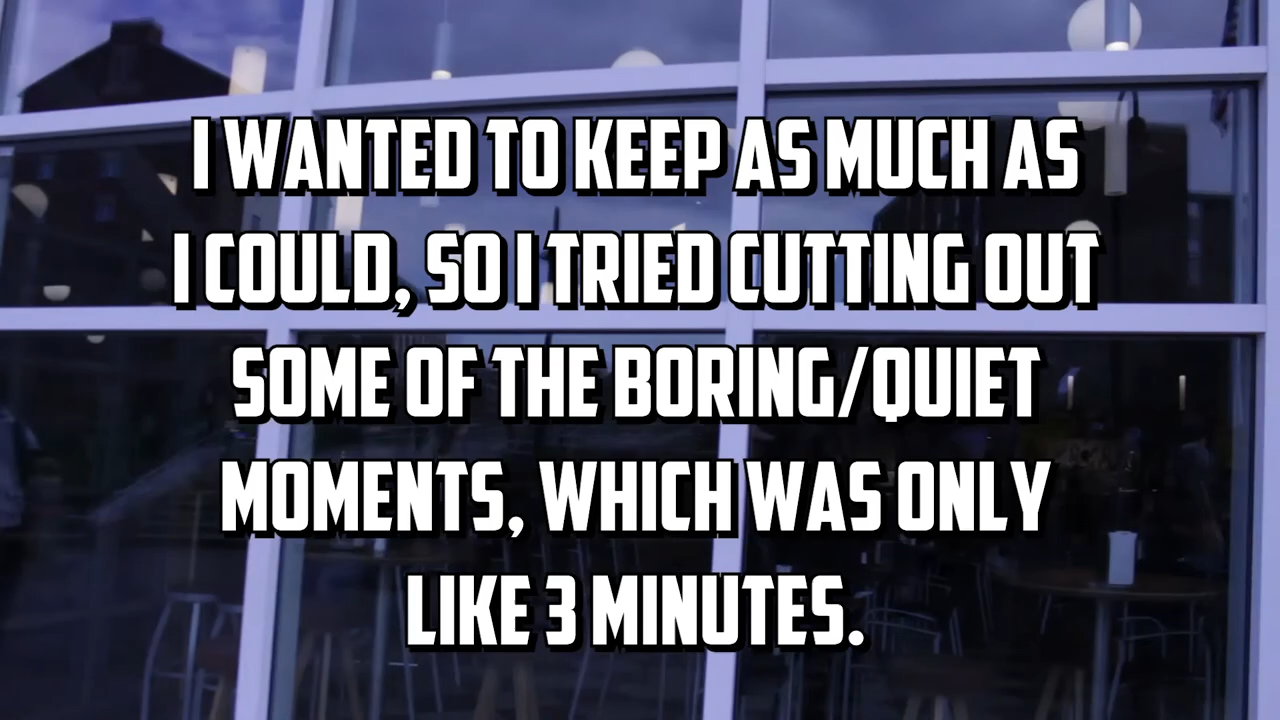 I WANTED TO KEEP AS MUCH AS
I COULD, SO I TRIED CUTTING OUT
SOME OF THE BORING/QUIET
MOMENTS, WHICH WAS ONLY
LIKE 3 MINUTES.